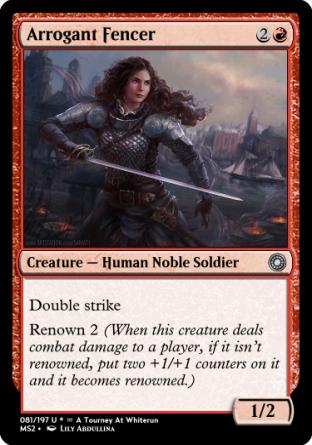 Arrogant Fencer 2
Creature — Human Noble Soldier
Double strike
Renown 2 (When this creature deals
combat damage to a player, if it isn't
renowned, put two +1/+1 counters on it
and it becomes renowned.)
1/2
081/197 U * ∞ A Tourney At Whiterun
MS2 • Lily Abdullina